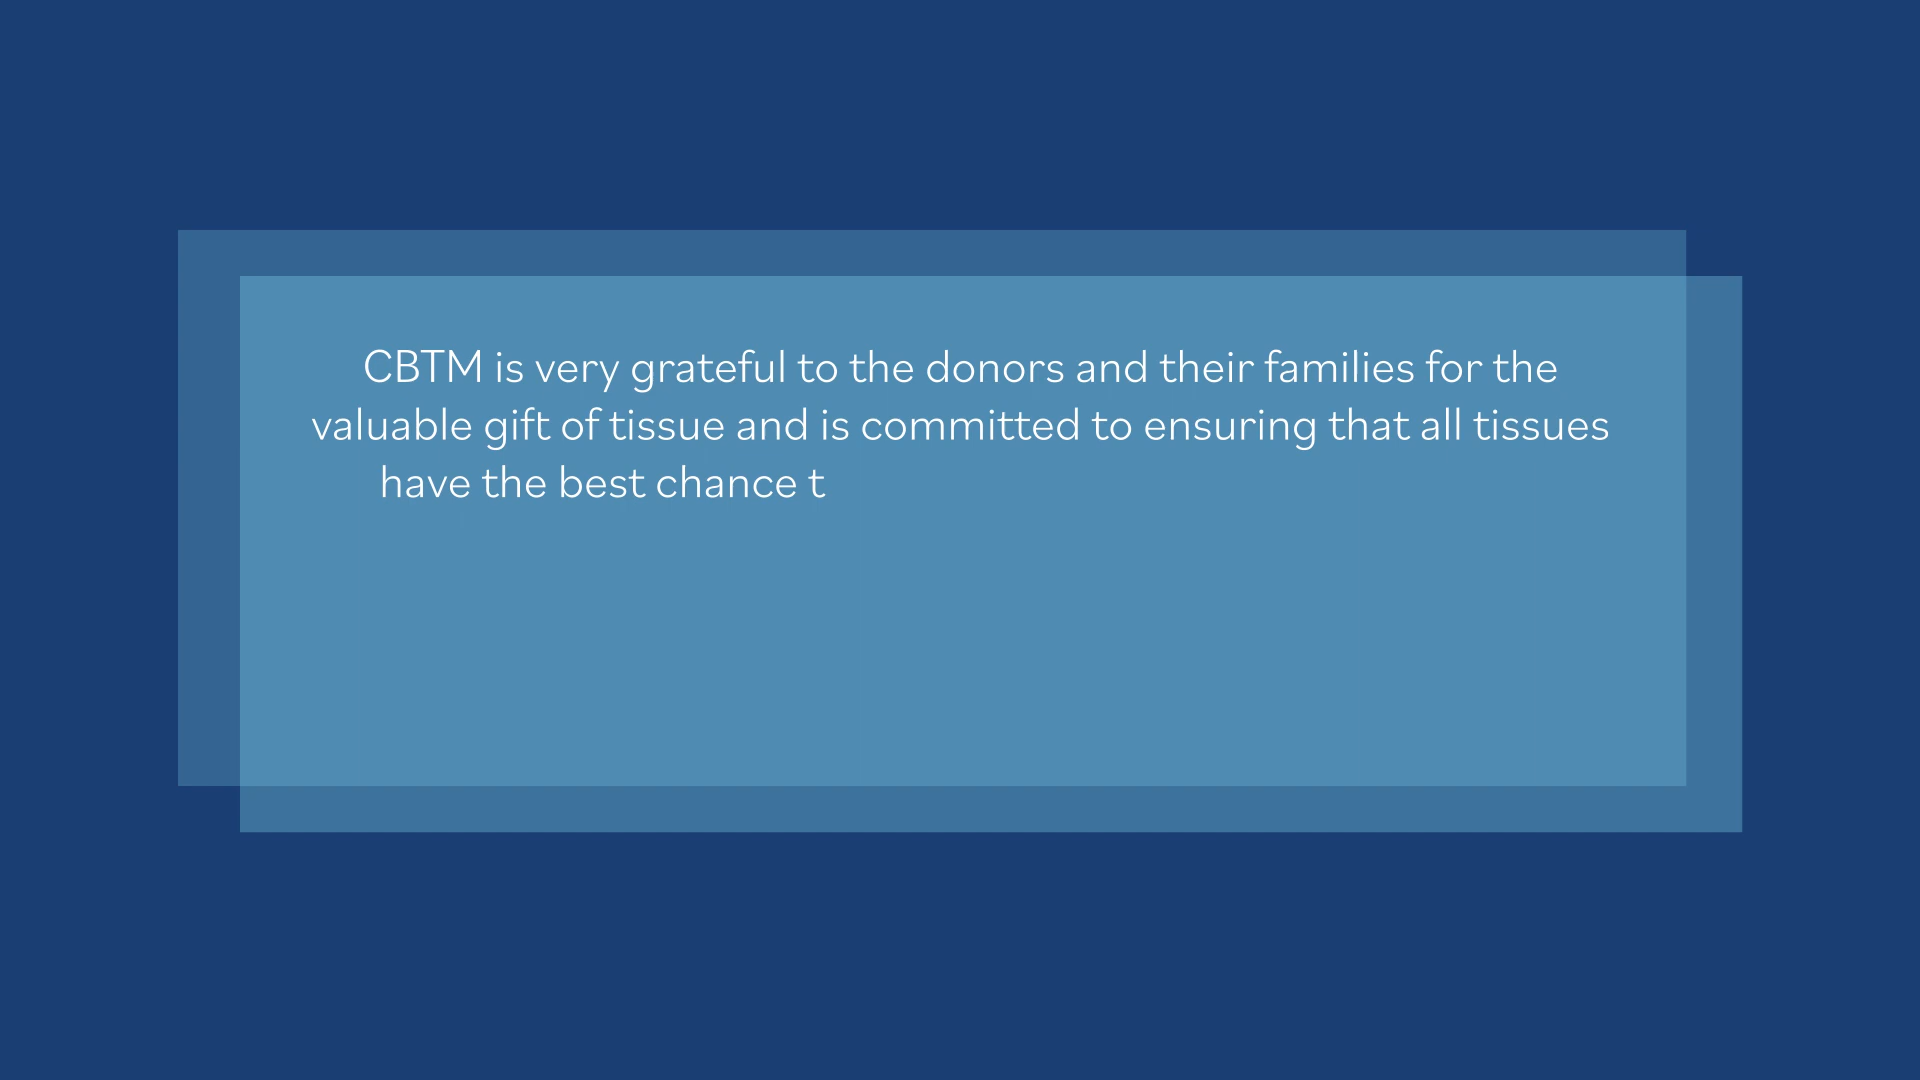 CBTM is very grateful to the donors and their families for the
valuable gift of tissue and is committed to ensuring that all tissues
have the best chance t